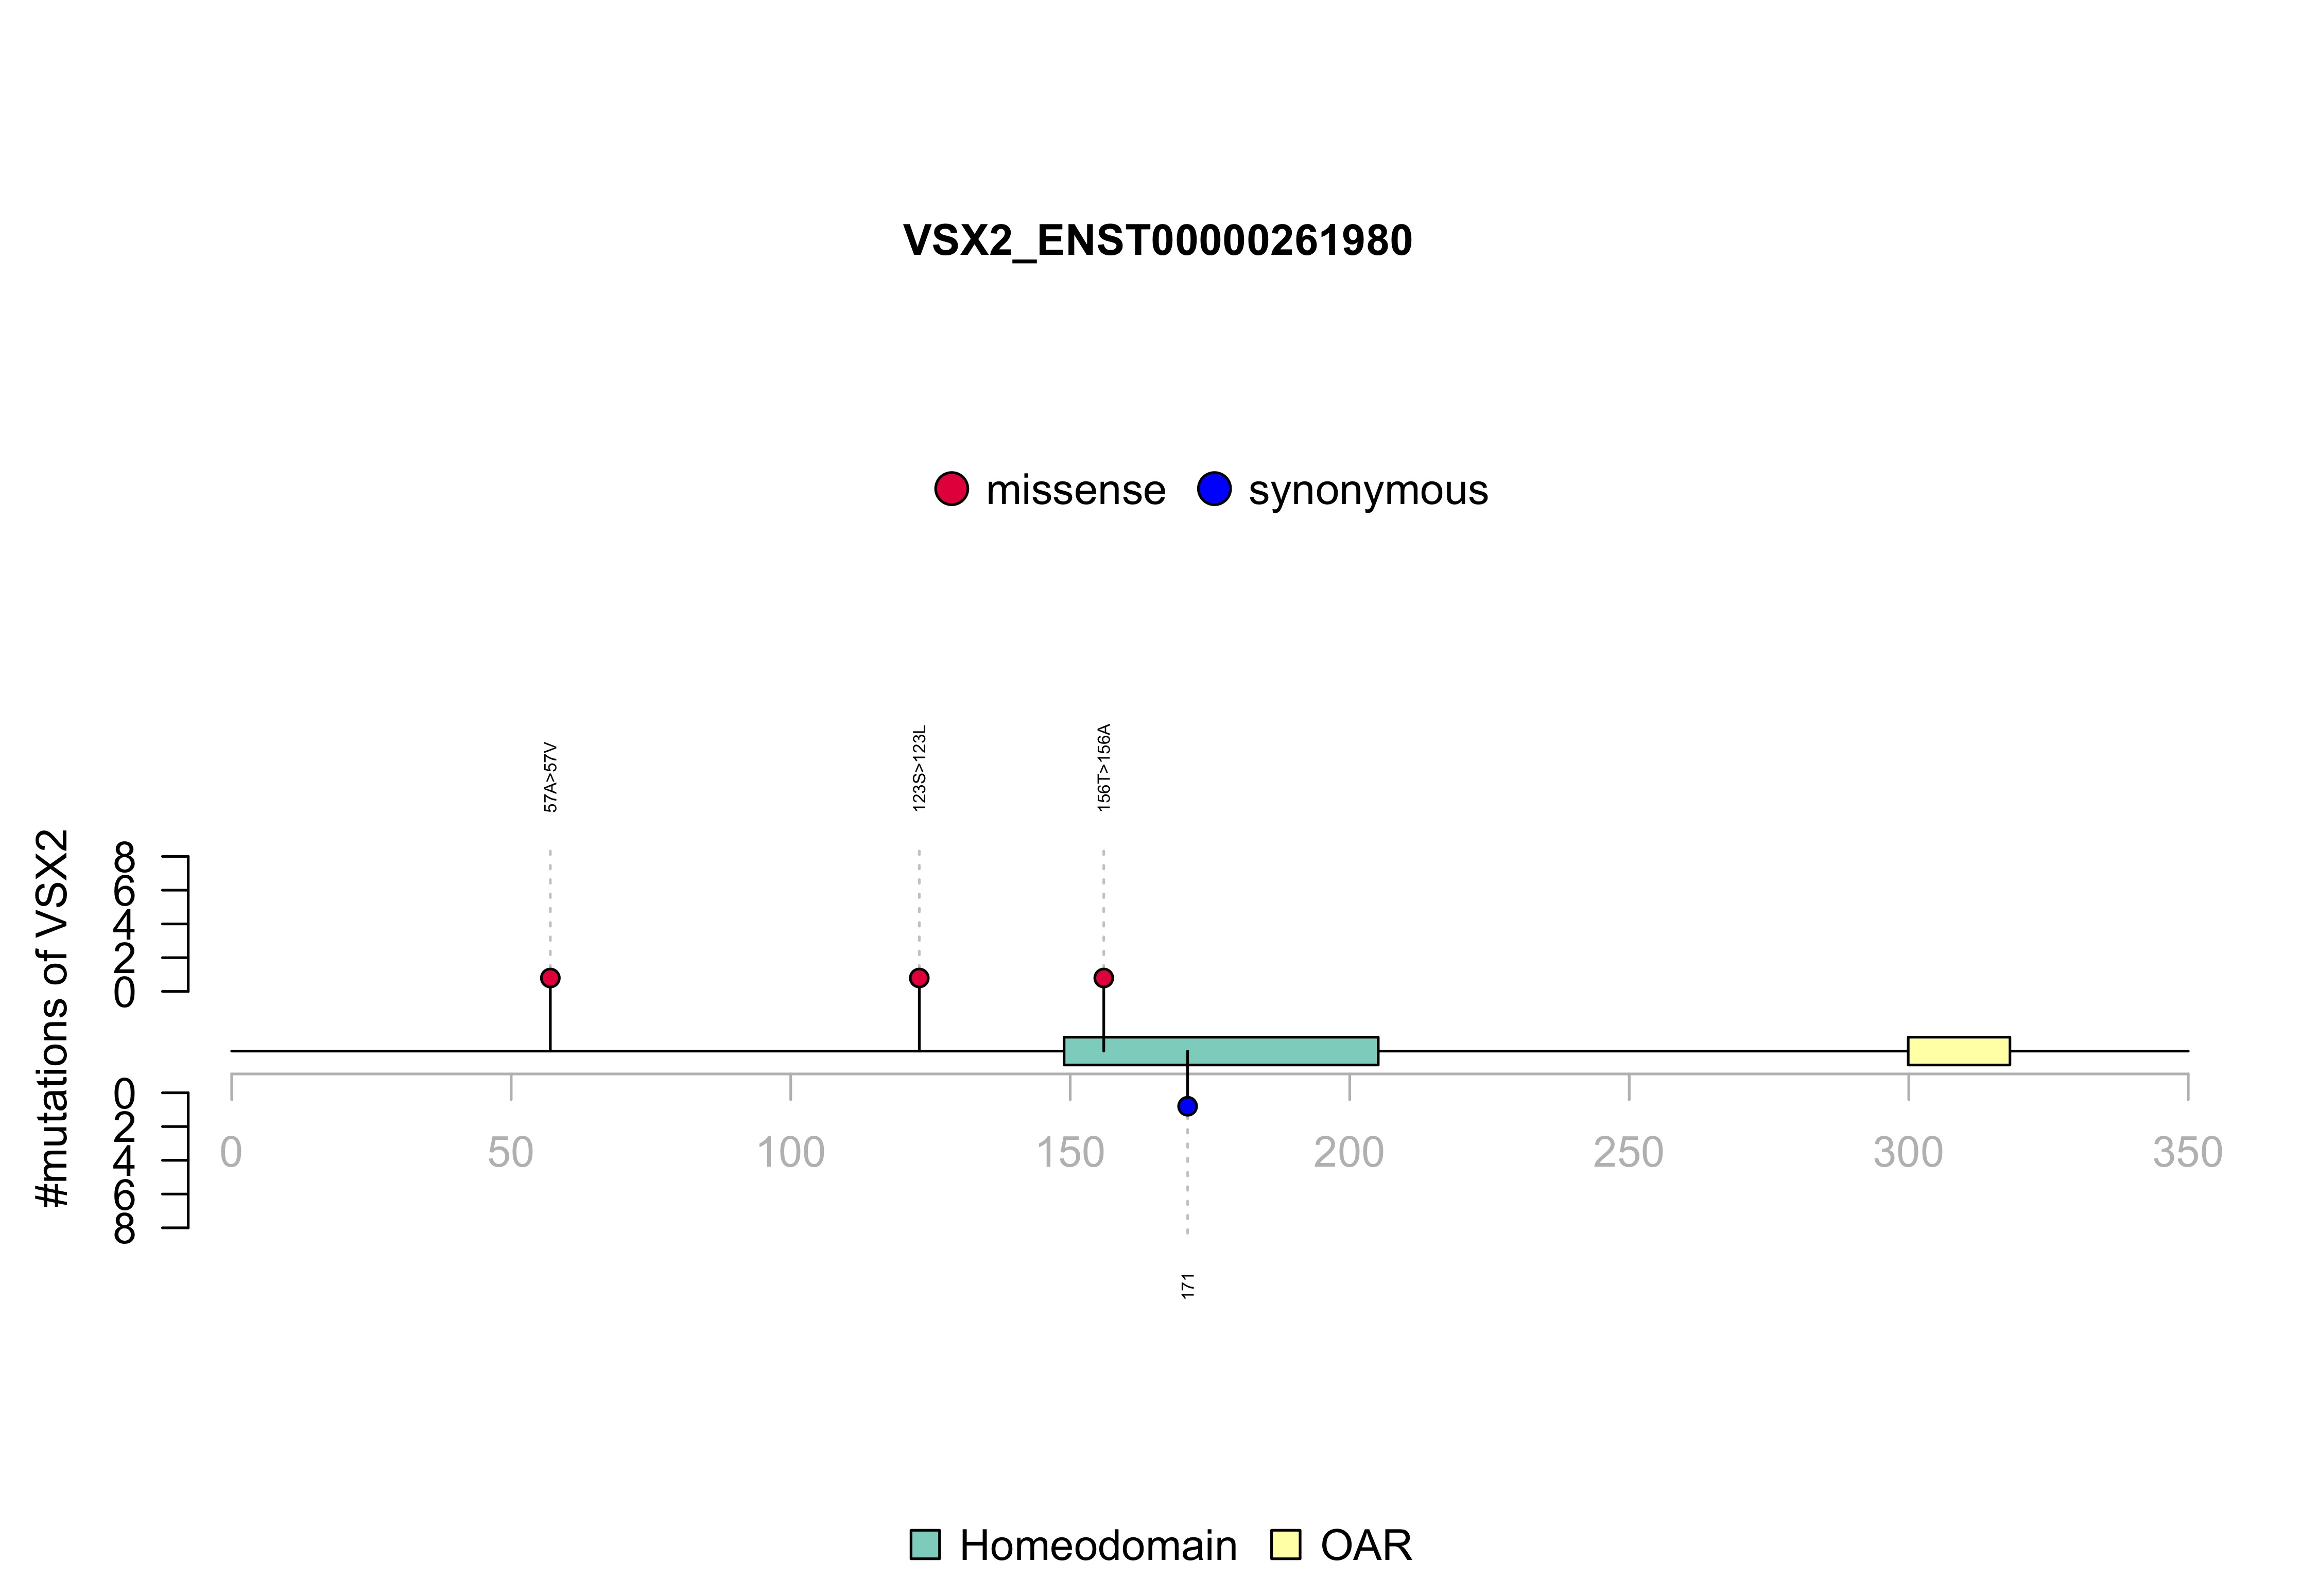 VSX2_ENST00000261980
missense synonymous
57A>57V
123S>123L
156T>156A
#mutations of VSX2
8
6
4
2
0
0
2
4
6
8
0 50 100 150 200 250 300 350
171
Homeodomain OAR